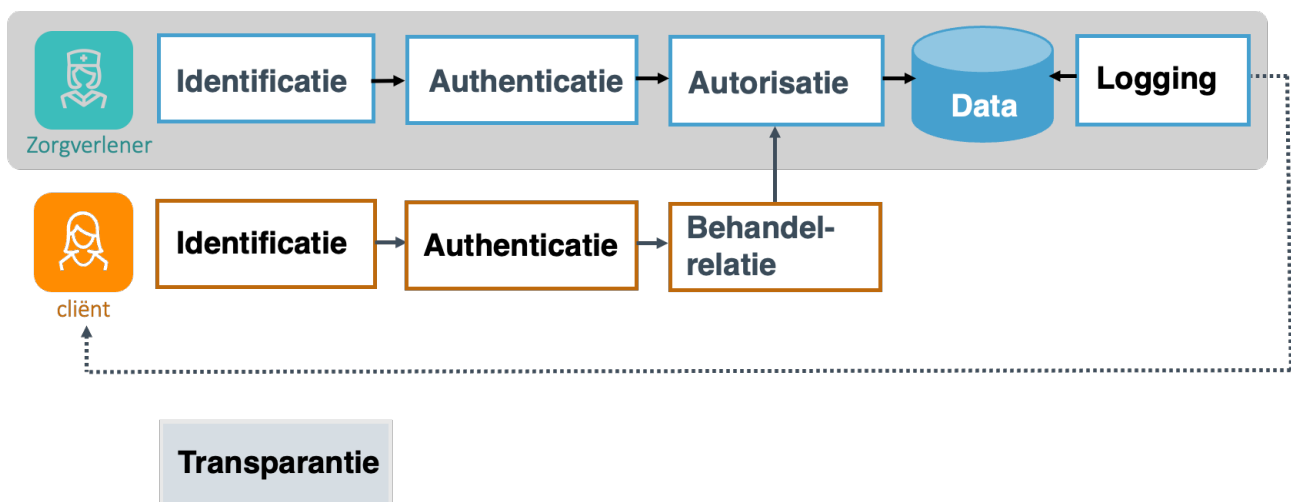 Identificatie
Authenticatie
Autorisatie
Data
Logging
Zorgverlener
Identificatie
Authenticatie
Behandel-
relatie
cliënt
Transparantie